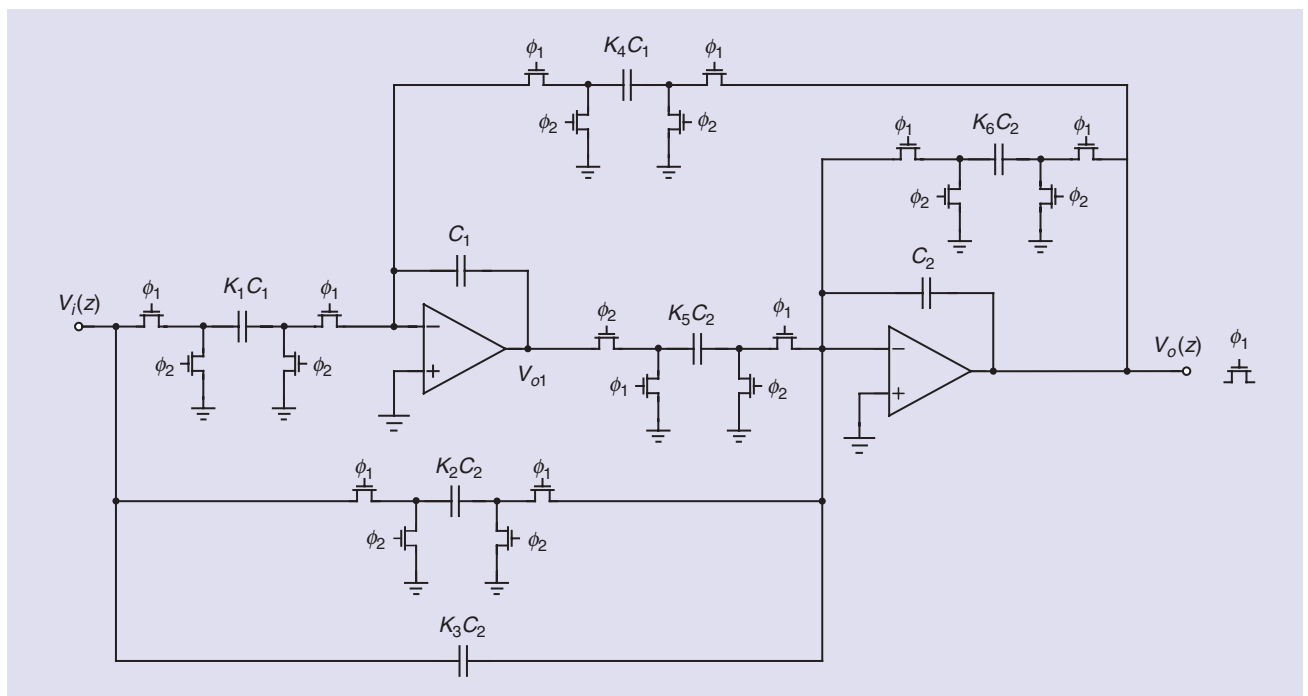 ϕ1 K4C1 ϕ1
ϕ2 ϕ2
ϕ1 K6C2 ϕ1
ϕ2 ϕ2
C1
C2
Vi(z) ϕ1 K1C1 ϕ1
ϕ2 ϕ2
−
+
Vo1
ϕ2 K5C2 ϕ1
ϕ1 ϕ2
−
+
Vo(z) ϕ1
ϕ1 K2C2 ϕ1
ϕ2 ϕ2
K3C2